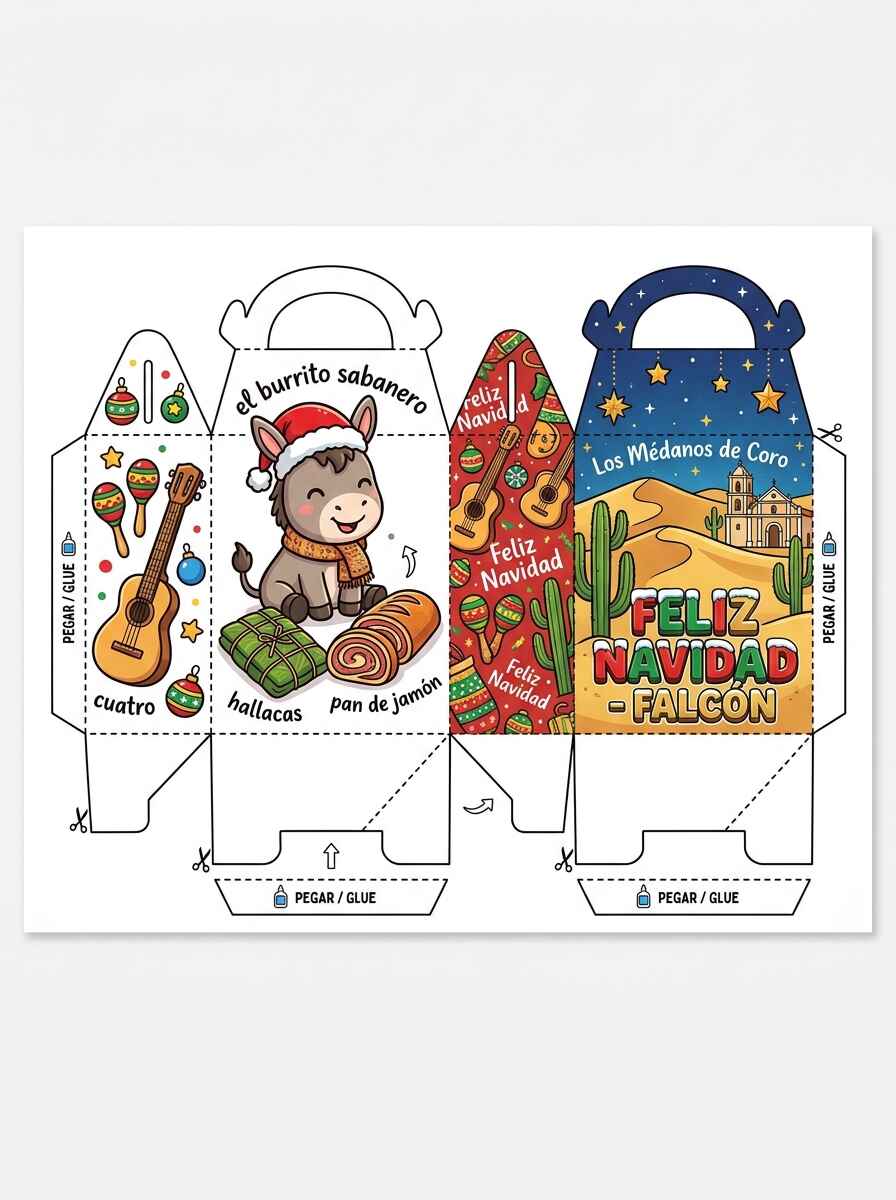 el burrito sabanero
Feliz
Navidad
Los Médanos de Coro
Feliz
Navidad
PEGAR / GLUE
PEGAR / GLUE
FELIZ
NAVIDAD
- FALCÓN
Feliz
Navidad
cuatro
hallacas
pan de jamón
PEGAR / GLUE
PEGAR / GLUE